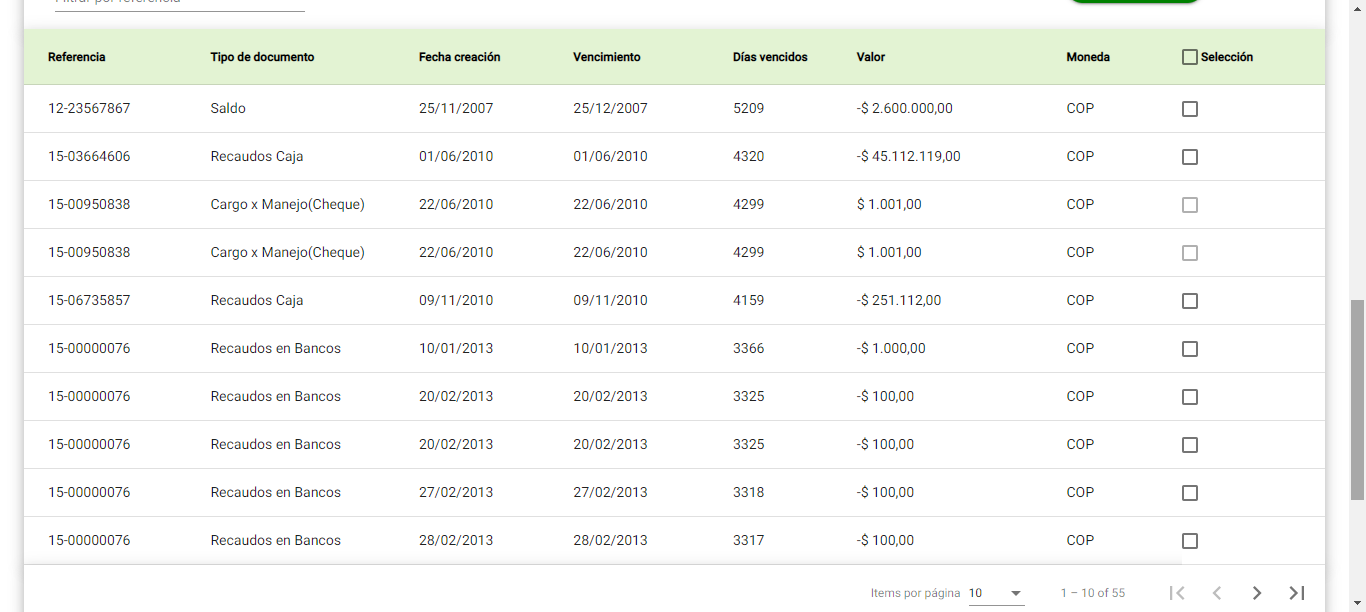 Filtrar por referencia
Referencia Tipo de documento Fecha creación Vencimiento Días vencidos Valor Moneda Selección
12-23567867 Saldo 25/11/2007 25/12/2007 5209 -$ 2.600.000,00 COP
15-03664606 Recaudos Caja 01/06/2010 01/06/2010 4320 -$ 45.112.119,00 COP
15-00950838 Cargo x Manejo(Cheque) 22/06/2010 22/06/2010 4299 $ 1.001,00 COP
15-00950838 Cargo x Manejo(Cheque) 22/06/2010 22/06/2010 4299 $ 1.001,00 COP
15-06735857 Recaudos Caja 09/11/2010 09/11/2010 4159 -$ 251.112,00 COP
15-00000076 Recaudos en Bancos 10/01/2013 10/01/2013 3366 -$ 1.000,00 COP
15-00000076 Recaudos en Bancos 20/02/2013 20/02/2013 3325 -$ 100,00 COP
15-00000076 Recaudos en Bancos 20/02/2013 20/02/2013 3325 -$ 100,00 COP
15-00000076 Recaudos en Bancos 27/02/2013 27/02/2013 3318 -$ 100,00 COP
15-00000076 Recaudos en Bancos 28/02/2013 28/02/2013 3317 -$ 100,00 COP
Items por página 10 1 – 10 of 55